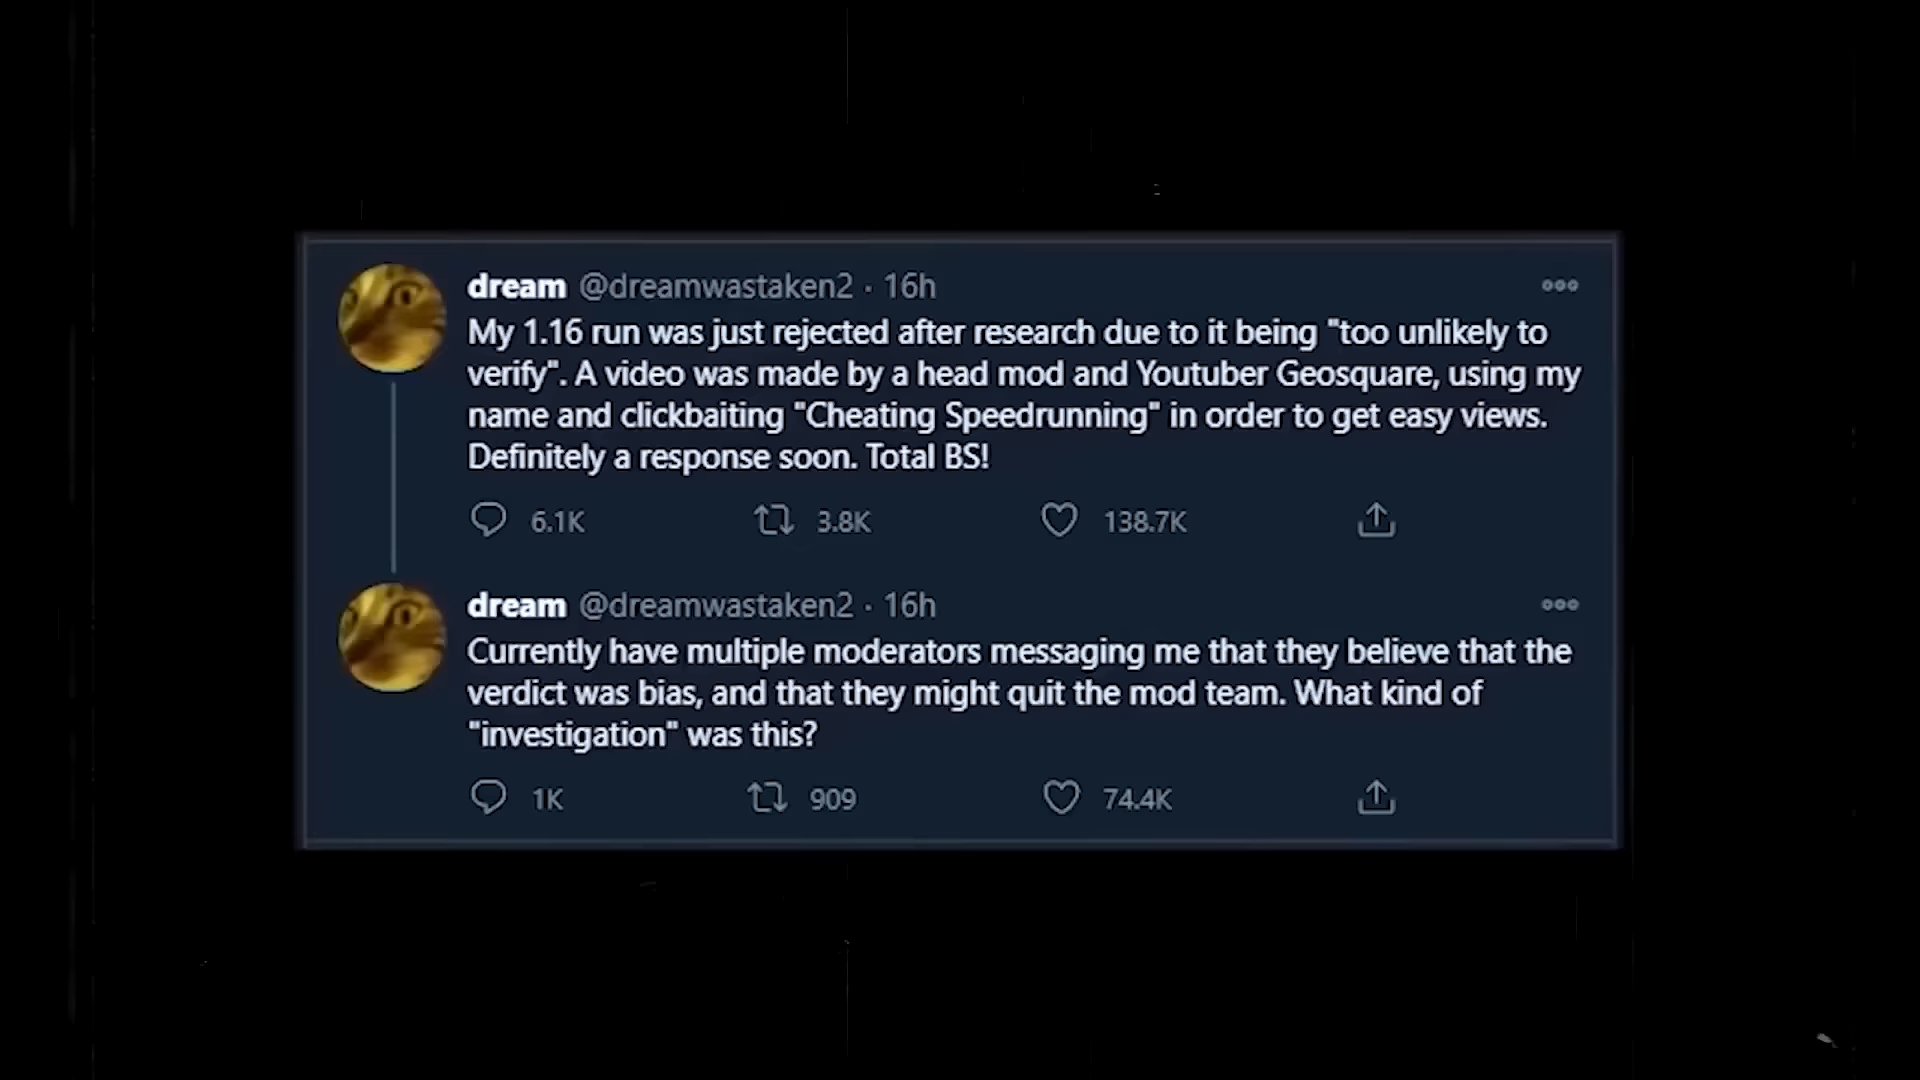 dream @dreamwastaken2 · 16h
My 1.16 run was just rejected after research due to it being "too unlikely to
verify". A video was made by a head mod and Youtuber Geosquare, using my
name and clickbaiting "Cheating Speedrunning" in order to get easy views.
Definitely a response soon. Total BS!
6.1K 3.8K 138.7K
dream @dreamwastaken2 · 16h
Currently have multiple moderators messaging me that they believe that the
verdict was bias, and that they might quit the mod team. What kind of
"investigation" was this?
1K 909 74.4K